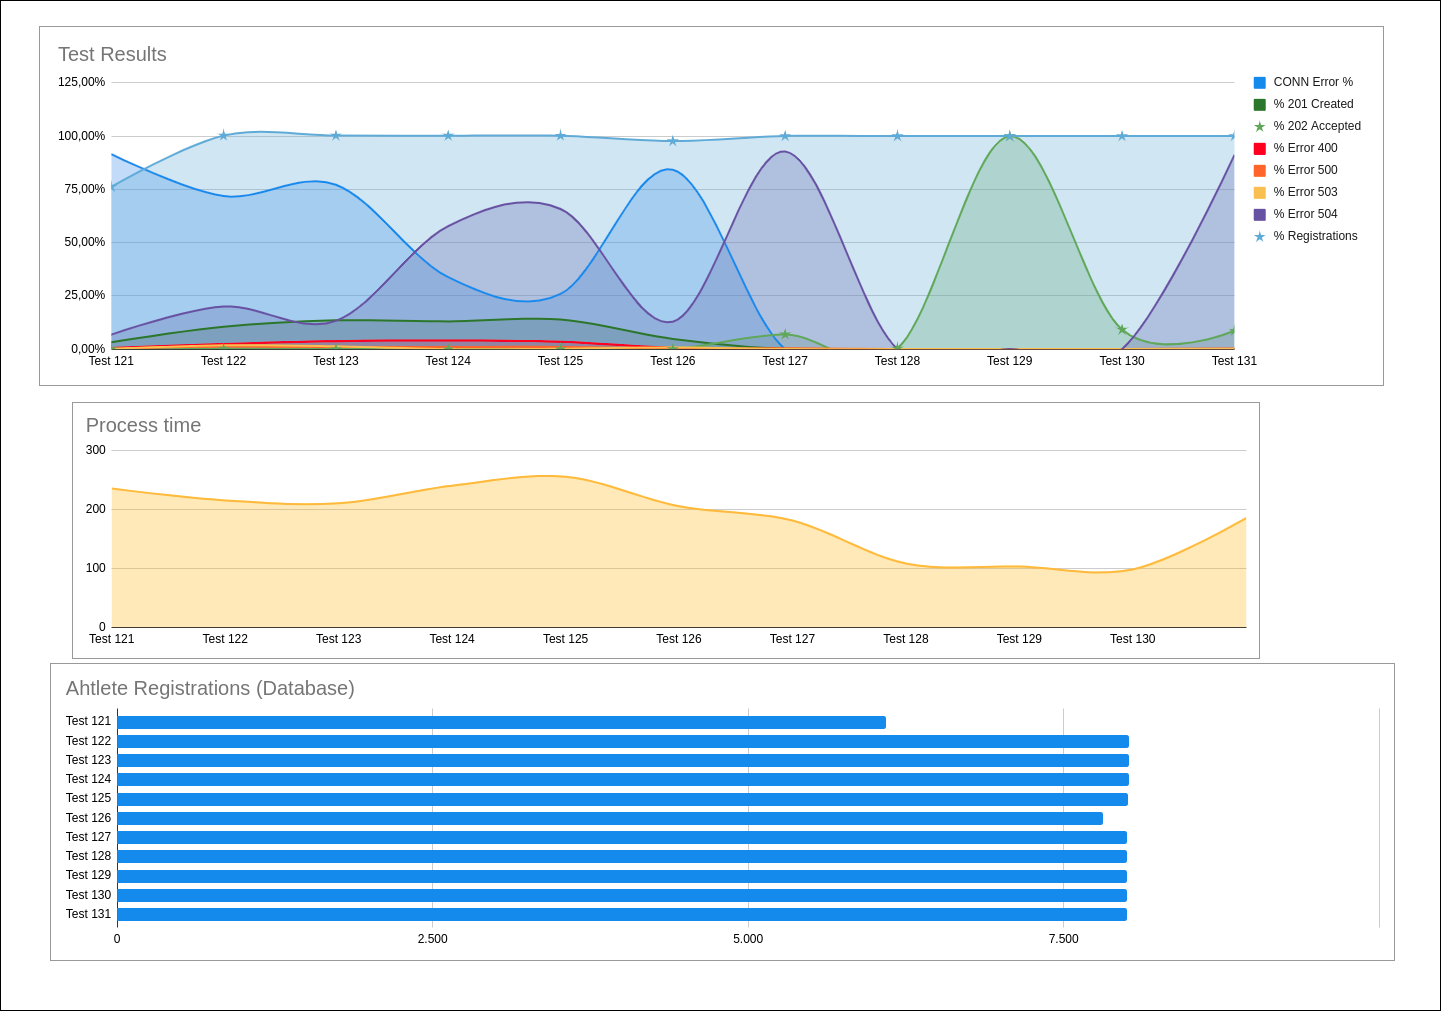 Test Results
125,00%
100,00%
75,00%
50,00%
25,00%
0,00%
Test 121 Test 122 Test 123 Test 124 Test 125 Test 126 Test 127 Test 128 Test 129 Test 130 Test 131
CONN Error %
% 201 Created
% 202 Accepted
% Error 400
% Error 500
% Error 503
% Error 504
% Registrations
Process time
300
200
100
0
Test 121 Test 122 Test 123 Test 124 Test 125 Test 126 Test 127 Test 128 Test 129 Test 130
Ahtlete Registrations (Database)
Test 121
Test 122
Test 123
Test 124
Test 125
Test 126
Test 127
Test 128
Test 129
Test 130
Test 131
0 2.500 5.000 7.500